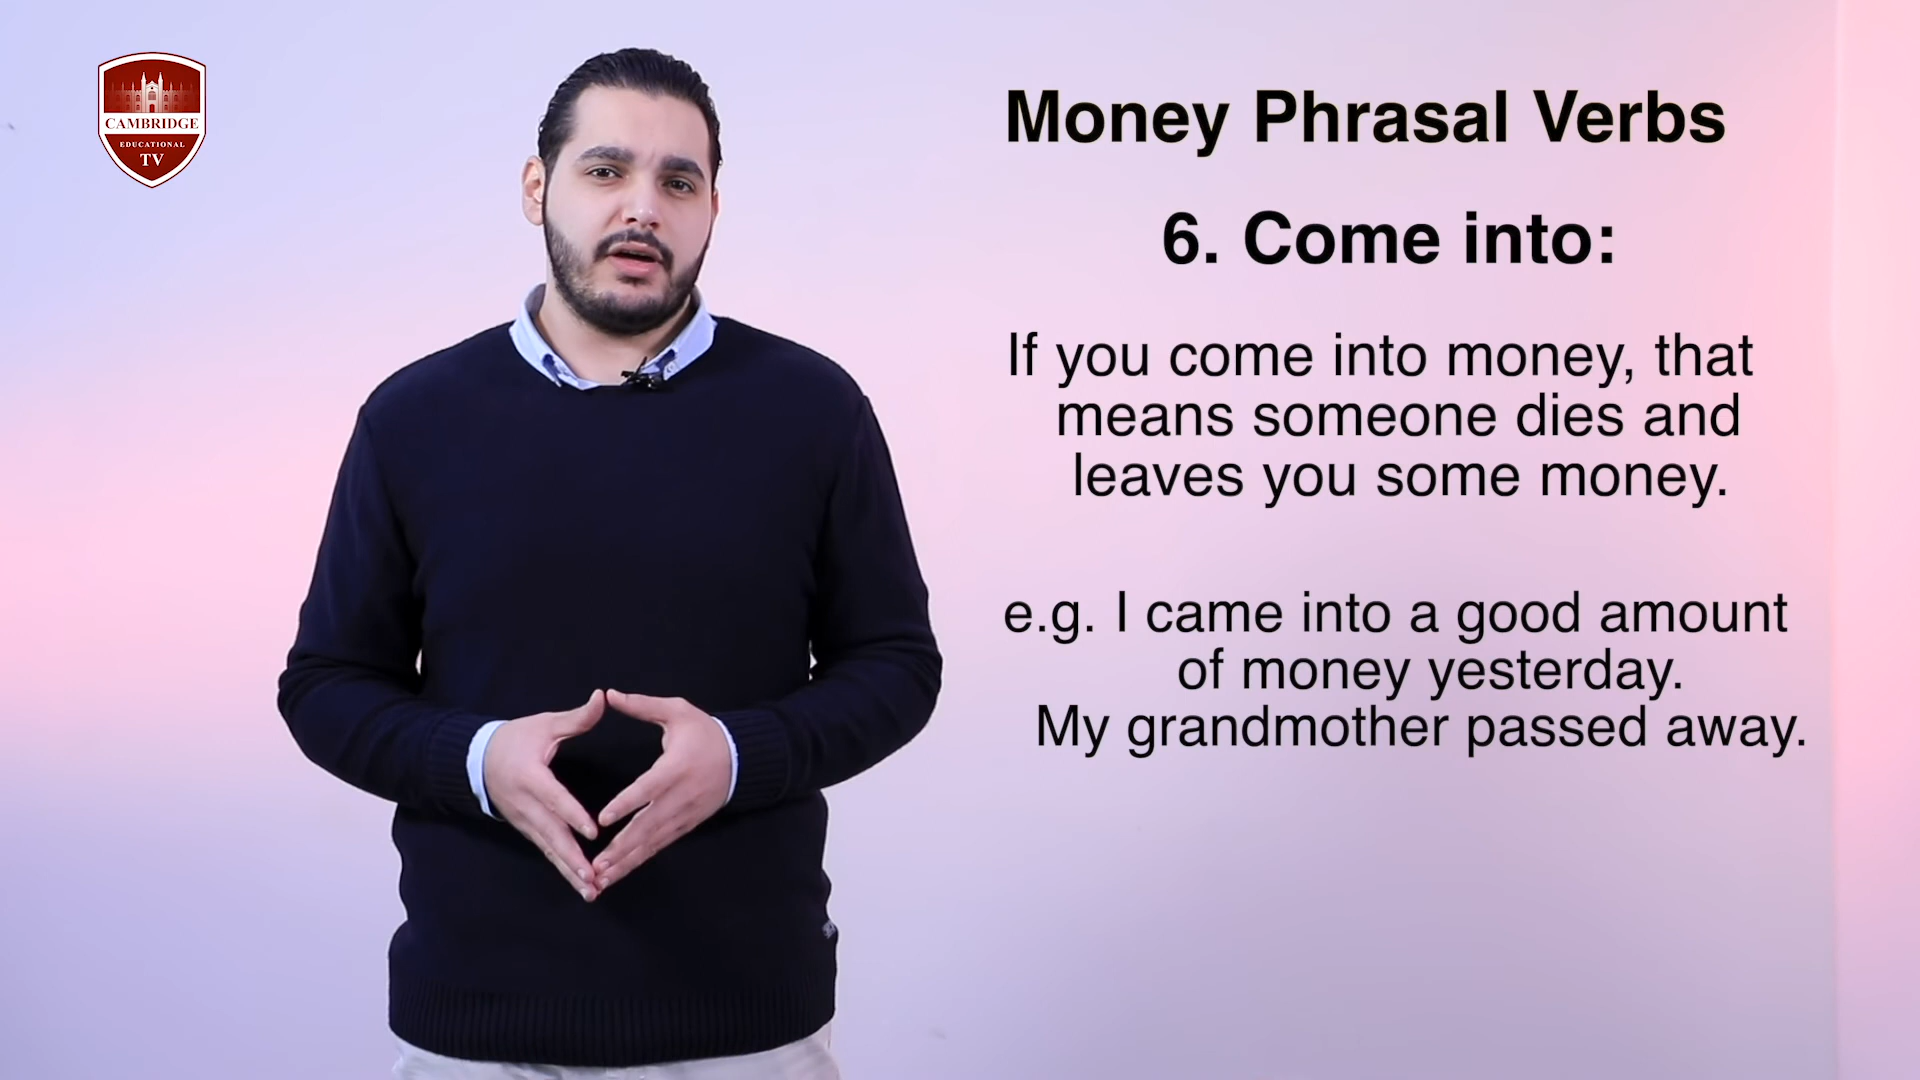 CAMBRIDGE
EDUCATIONAL
TV
Money Phrasal Verbs
6. Come into:
If you come into money, that
means someone dies and
leaves you some money.
e.g. I came into a good amount
of money yesterday.
My grandmother passed away.